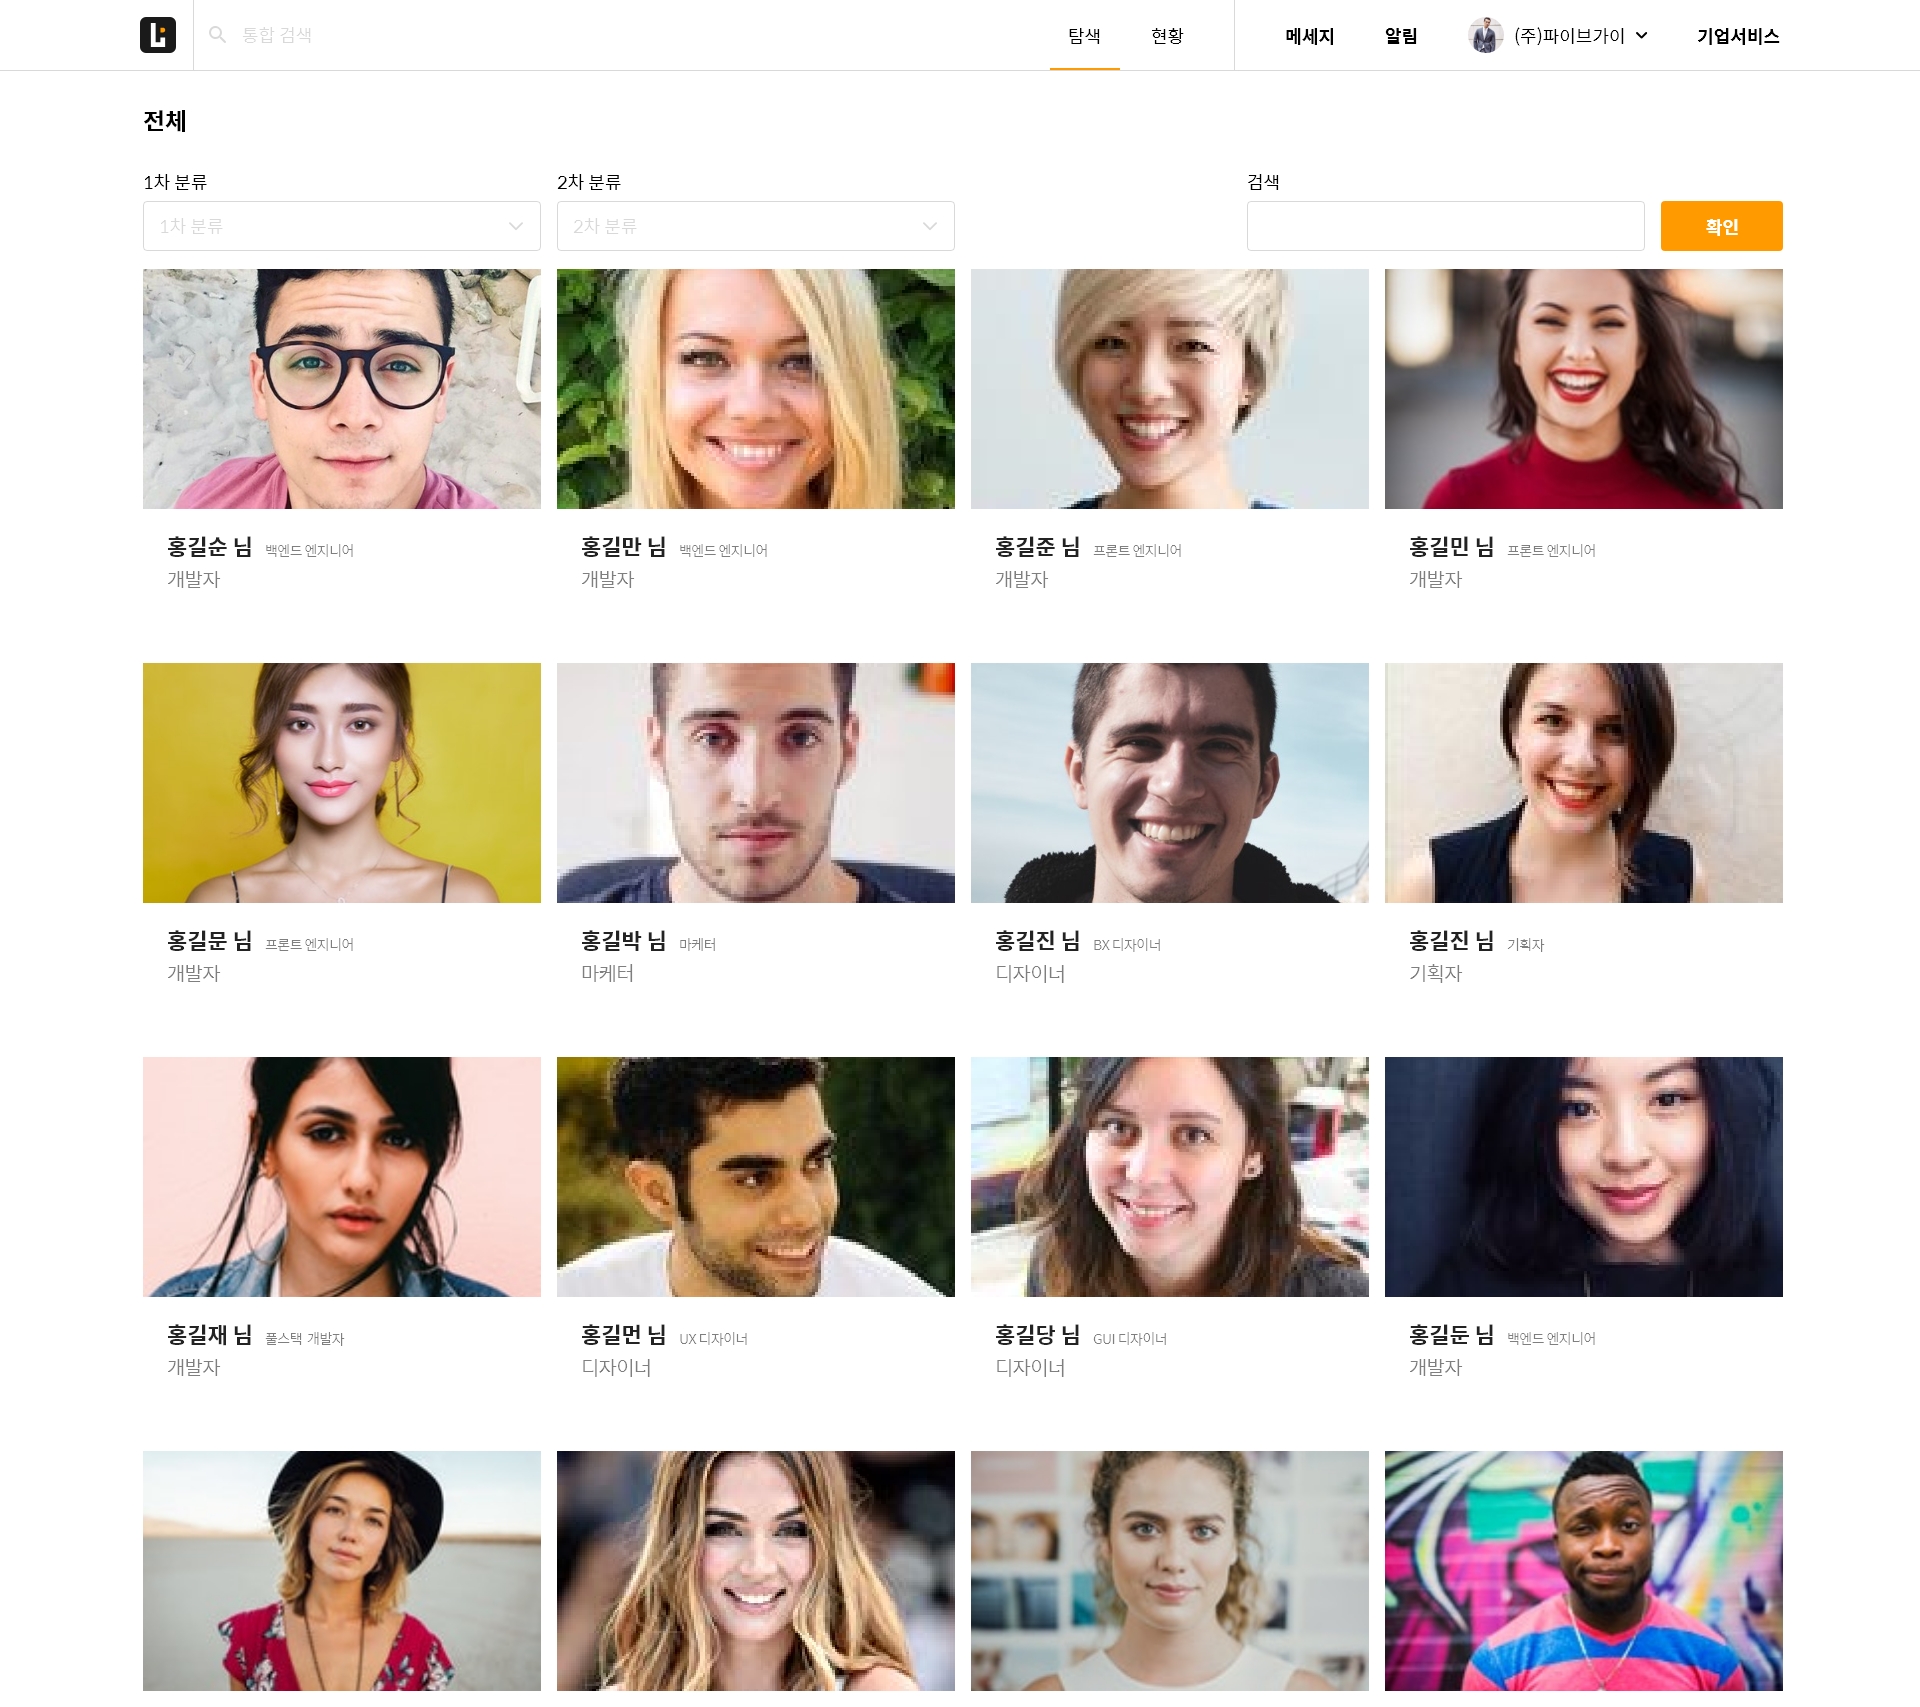 통합 검색
탐색 현황 메세지 알림 (주)파이브가이 기업서비스
전체
1차 분류 2차 분류 검색
1차 분류 2차 분류 확인
홍길순 님 백엔드 엔지니어 홍길만 님 백엔드 엔지니어 홍길준 님 프론트 엔지니어 홍길민 님 프론트 엔지니어
개발자 개발자 개발자 개발자
홍길문 님 프론트 엔지니어 홍길박 님 마케터 홍길진 님 BX 디자이너 홍길진 님 기획자
개발자 마케터 디자이너 기획자
홍길재 님 풀스택 개발자 홍길먼 님 UX 디자이너 홍길당 님 GUI 디자이너 홍길둔 님 백엔드 엔지니어
개발자 디자이너 디자이너 개발자